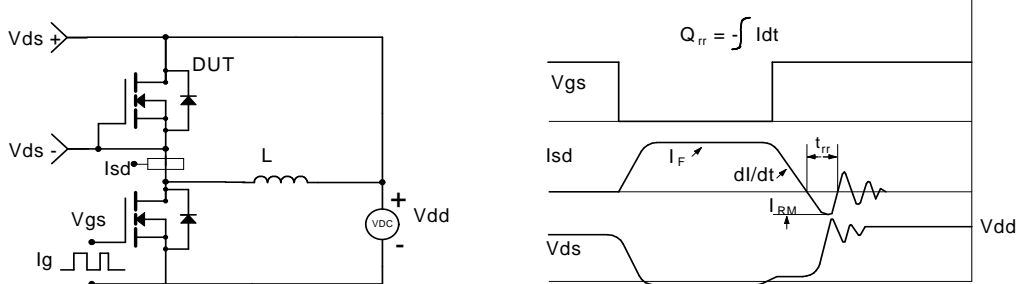 Vds +
DUT
Vds -
Isd
L
Vgs
+
VDC
Vdd
-
Ig
Q rr = - ∫ Idt
Vgs
Isd
I F
dI/dt
t rr
I RM
Vdd
Vds